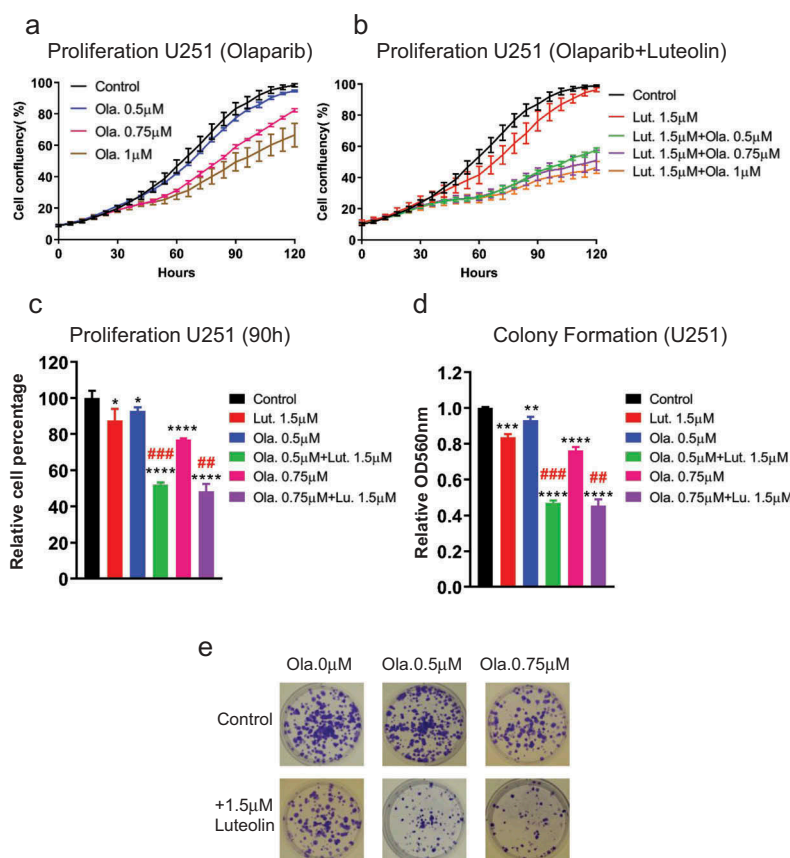 a
Proliferation U251 (Olaparib)
Cell confluency( %)
100
80
60
40
20
0
Control
Ola. 0.5μM
Ola. 0.75μM
Ola. 1μM
0 30 60 90 120
Hours
b
Proliferation U251 (Olaparib+Luteolin)
Cell confluency( %)
100
80
60
40
20
0
Control
Lut. 1.5μM
Lut. 1.5μM+Ola. 0.5μM
Lut. 1.5μM+Ola. 0.75μM
Lut. 1.5μM+Ola. 1μM
0 30 60 90 120
Hours
c
Proliferation U251 (90h)
Relative cell percentage
120
100
80
60
40
20
0
* * **** 
### ##
**** ****
Control
Lut. 1.5μM
Ola. 0.5μM
Ola. 0.5μM+Lut. 1.5μM
Ola. 0.75μM
Ola. 0.75μM+Lu. 1.5μM
d
Colony Formation (U251)
Relative OD560nm
1.2
1.0
0.8
0.6
0.4
0.2
0.0
*** ** ****
### ##
**** ****
Control
Lut. 1.5μM
Ola. 0.5μM
Ola. 0.5μM+Lut. 1.5μM
Ola. 0.75μM
Ola. 0.75μM+Lu. 1.5μM
e
Ola.0μM Ola.0.5μM Ola.0.75μM
Control
+1.5μM
Luteolin